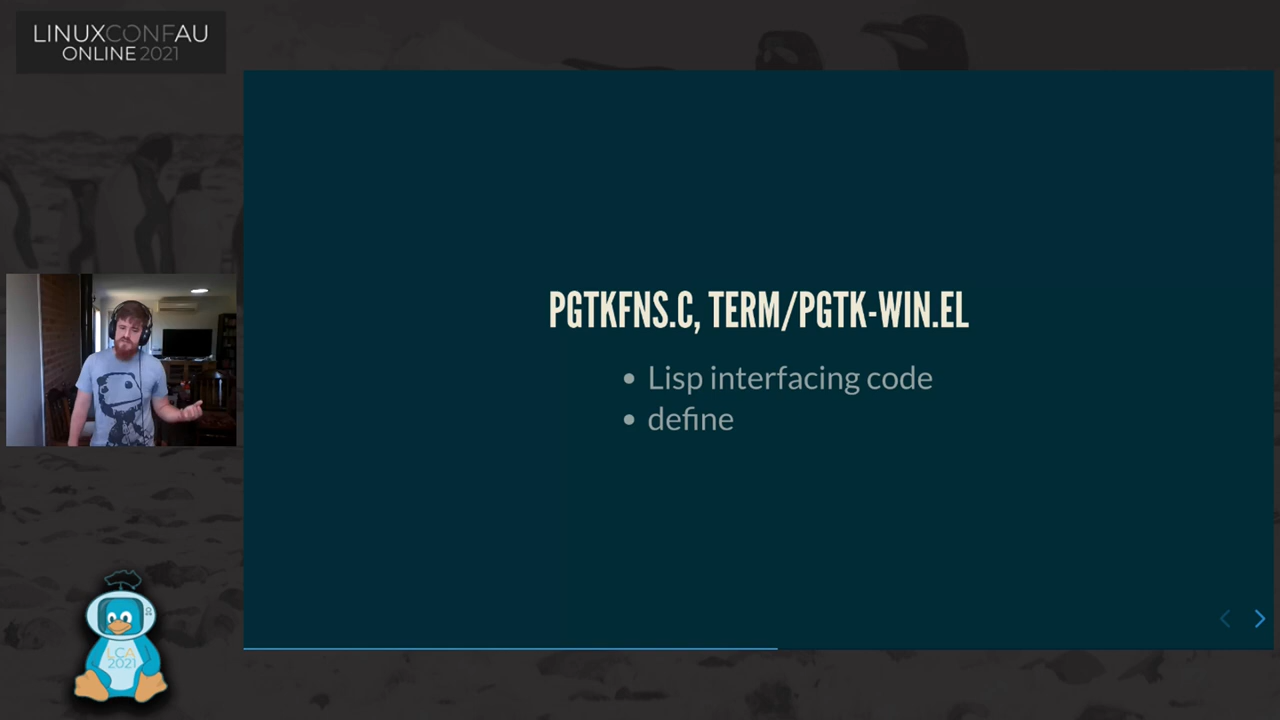 LINUXCONFAU
ONLINE 2021
PGTKFNS.C, TERM/PGTK-WIN.EL
• Lisp interfacing code
• define
LCA
2021